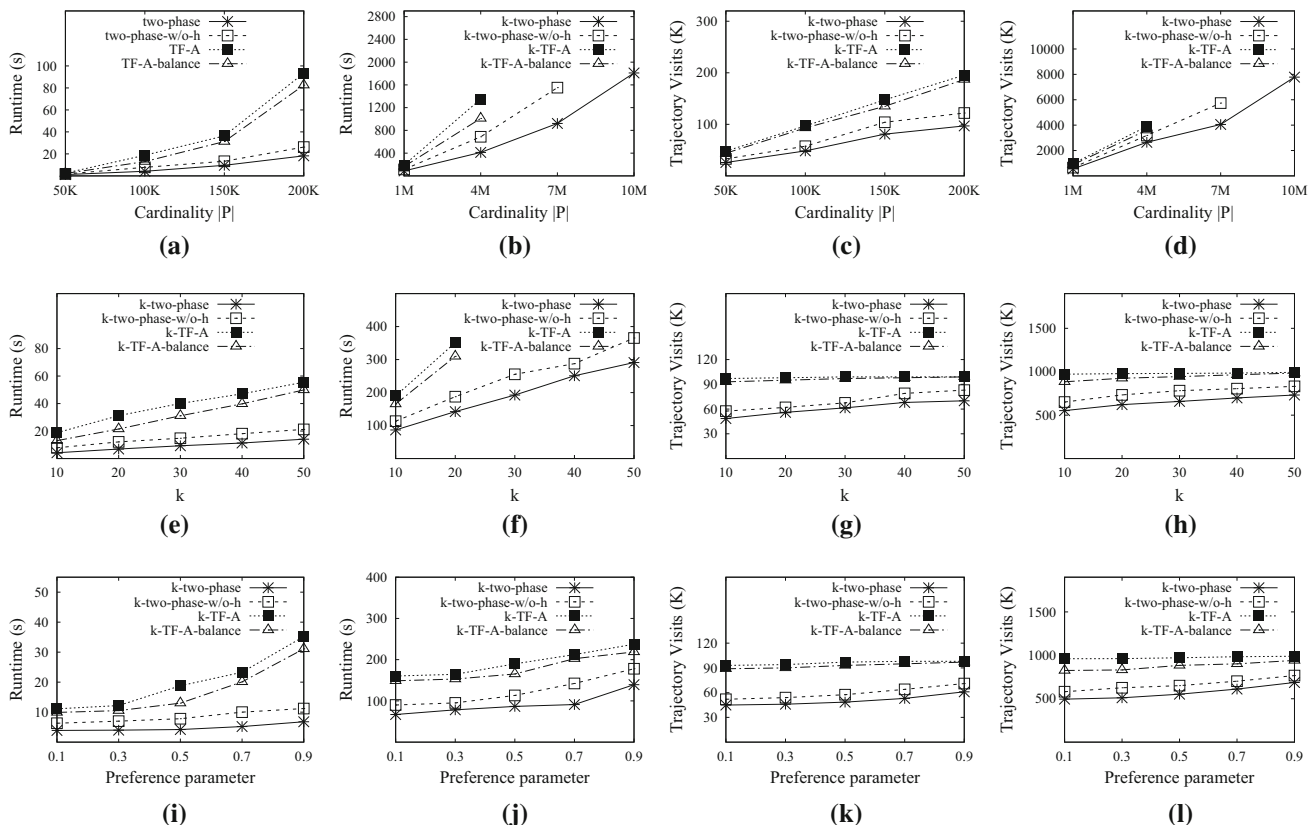 two-phase
two-phase-w/o-h
TF-A
TF-A-balance
100
80
60
40
20
Runtime (s)
50K 100K 150K 200K
Cardinality |P|
(a)
k-two-phase
k-two-phase-w/o-h
k-TF-A
k-TF-A-balance
2800
2400
2000
1600
1200
800
400
Runtime (s)
1M 4M 7M 10M
Cardinality |P|
(b)
k-two-phase
k-two-phase-w/o-h
k-TF-A
k-TF-A-balance
300
200
100
Trajectory Visits (K)
50K 100K 150K 200K
Cardinality |P|
(c)
k-two-phase
k-two-phase-w/o-h
k-TF-A
k-TF-A-balance
13000
10000
8000
6000
4000
2000
Trajectory Visits (K)
1M 4M 7M 10M
Cardinality |P|
(d)
k-two-phase
k-two-phase-w/o-h
k-TF-A
k-TF-A-balance
80
60
40
20
Runtime (s)
10 20 30 40 50
k
(e)
k-two-phase
k-two-phase-w/o-h
k-TF-A
k-TF-A-balance
400
300
200
100
Runtime (s)
10 20 30 40 50
k
(f)
k-two-phase
k-two-phase-w/o-h
k-TF-A
k-TF-A-balance
120
90
60
30
Trajectory Visits (K)
10 20 30 40 50
k
(g)
k-two-phase
k-two-phase-w/o-h
k-TF-A
k-TF-A-balance
1500
1000
500
Trajectory Visits (K)
10 20 30 40 50
k
(h)
k-two-phase
k-two-phase-w/o-h
k-TF-A
k-TF-A-balance
50
40
30
20
10
Runtime (s)
0.1 0.3 0.5 0.7 0.9
Preference parameter
(i)
k-two-phase
k-two-phase-w/o-h
k-TF-A
k-TF-A-balance
400
300
200
100
Runtime (s)
0.1 0.3 0.5 0.7 0.9
Preference parameter
(j)
k-two-phase
k-two-phase-w/o-h
k-TF-A
k-TF-A-balance
120
90
60
30
Trajectory Visits (K)
0.1 0.3 0.5 0.7 0.9
Preference parameter
(k)
k-two-phase
k-two-phase-w/o-h
k-TF-A
k-TF-A-balance
1500
1000
500
Trajectory Visits (K)
0.1 0.3 0.5 0.7 0.9
Preference parameter
(l)